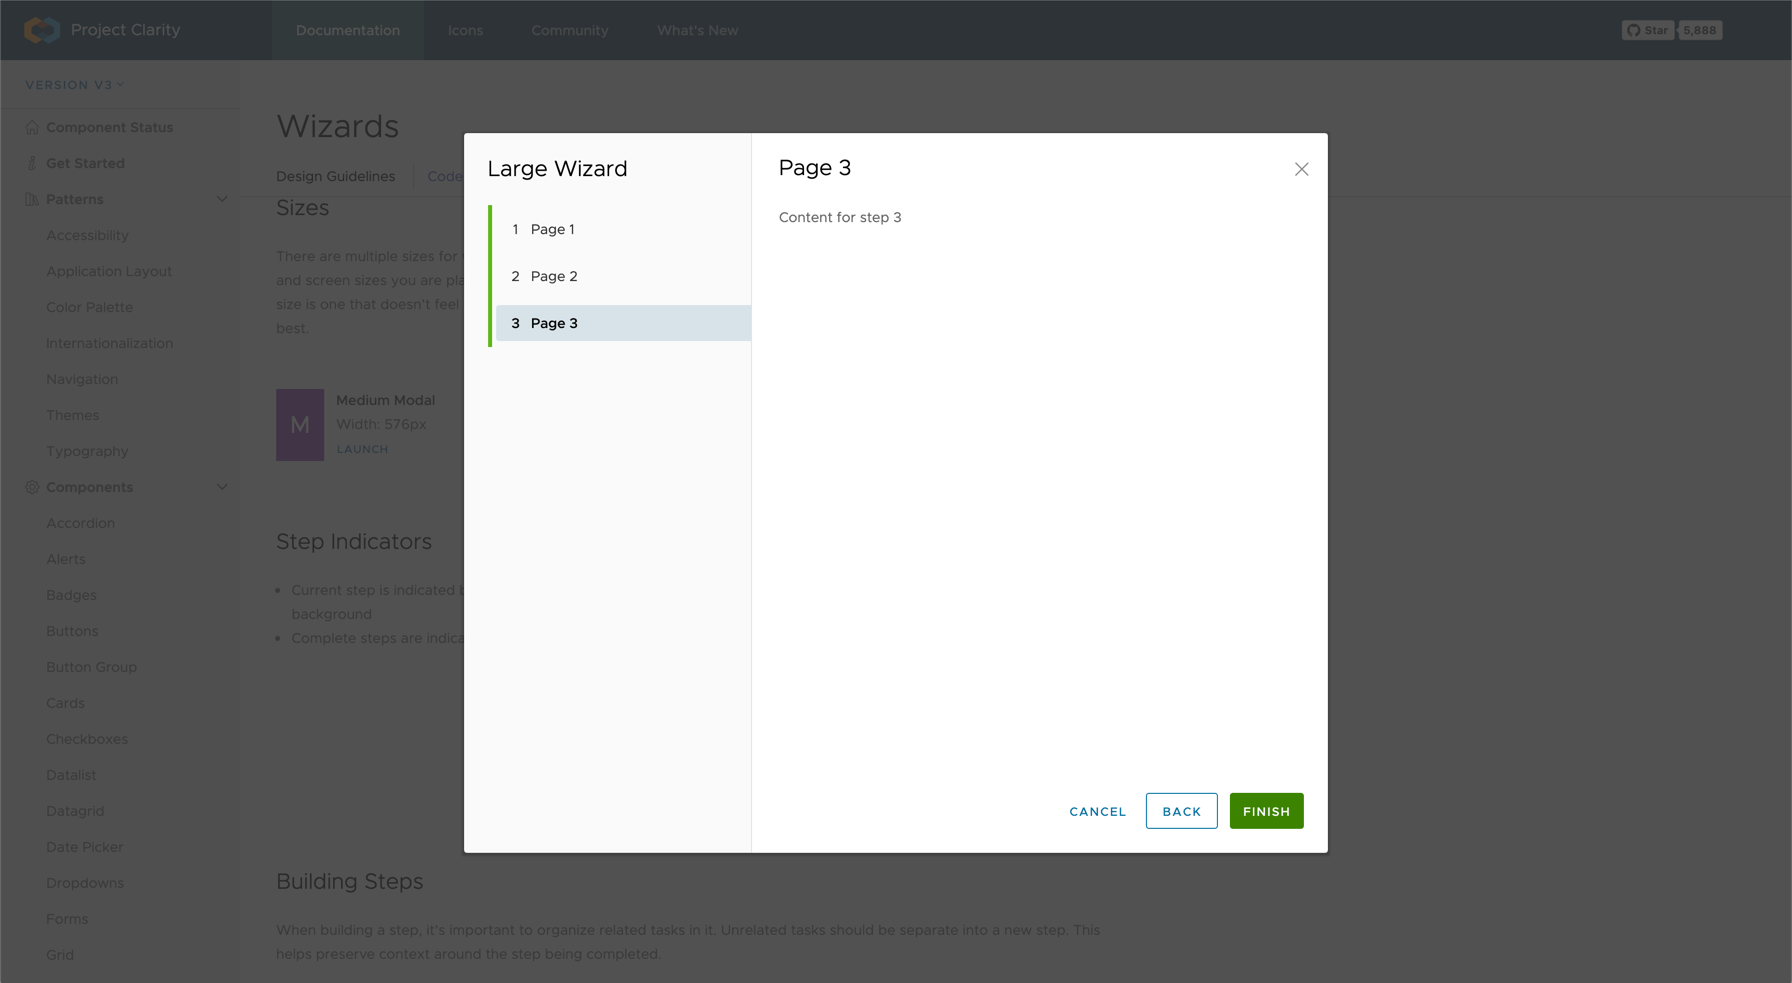 Project Clarity
Documentation
Icons
Community
What's New
Star
5,888
VERSION V3
Component Status
Get Started
Patterns
Accessibility
Application Layout
Color Palette
Internationalization
Navigation
Themes
Typography
Components
Accordion
Alerts
Badges
Buttons
Button Group
Cards
Checkboxes
Datalist
Datagrid
Date Picker
Dropdowns
Forms
Grid
Wizards
Design Guidelines
Code
Sizes
There are multiple sizes for
and screen sizes you are pla
size is one that doesn't feel
best.
M
Medium Modal
Width: 576px
LAUNCH
Step Indicators
• Current step is indicated
background
• Complete steps are indica
Building Steps
When building a step, it's important to organize related tasks in it. Unrelated tasks should be separate into a new step. This
helps preserve context around the step being completed.
Large Wizard
1 Page 1
2 Page 2
3 Page 3
Page 3
Content for step 3
CANCEL
BACK
FINISH